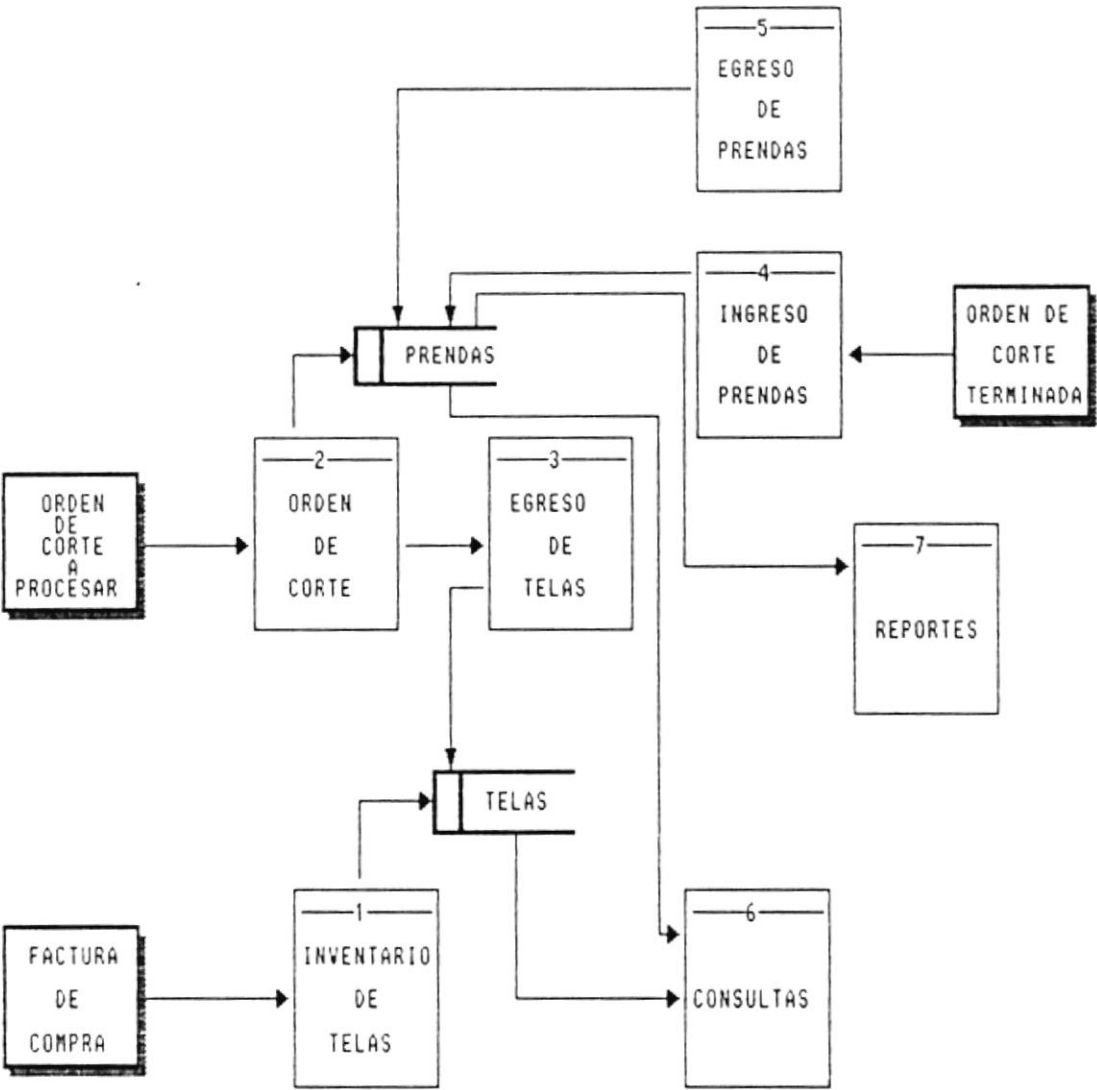 5
EGRESO
DE
PRENDAS
4
INGRESO
DE
PRENDAS
ORDEN DE
CORTE
TERMINADA
PRENDAS
2
ORDEN
DE
CORTE
3
EGRESO
DE
TELAS
ORDEN
DE
CORTE
A
PROCESAR
7
REPORTES
TELAS
1
INVENTARIO
DE
TELAS
6
CONSULTAS
FACTURA
DE
COMPRA